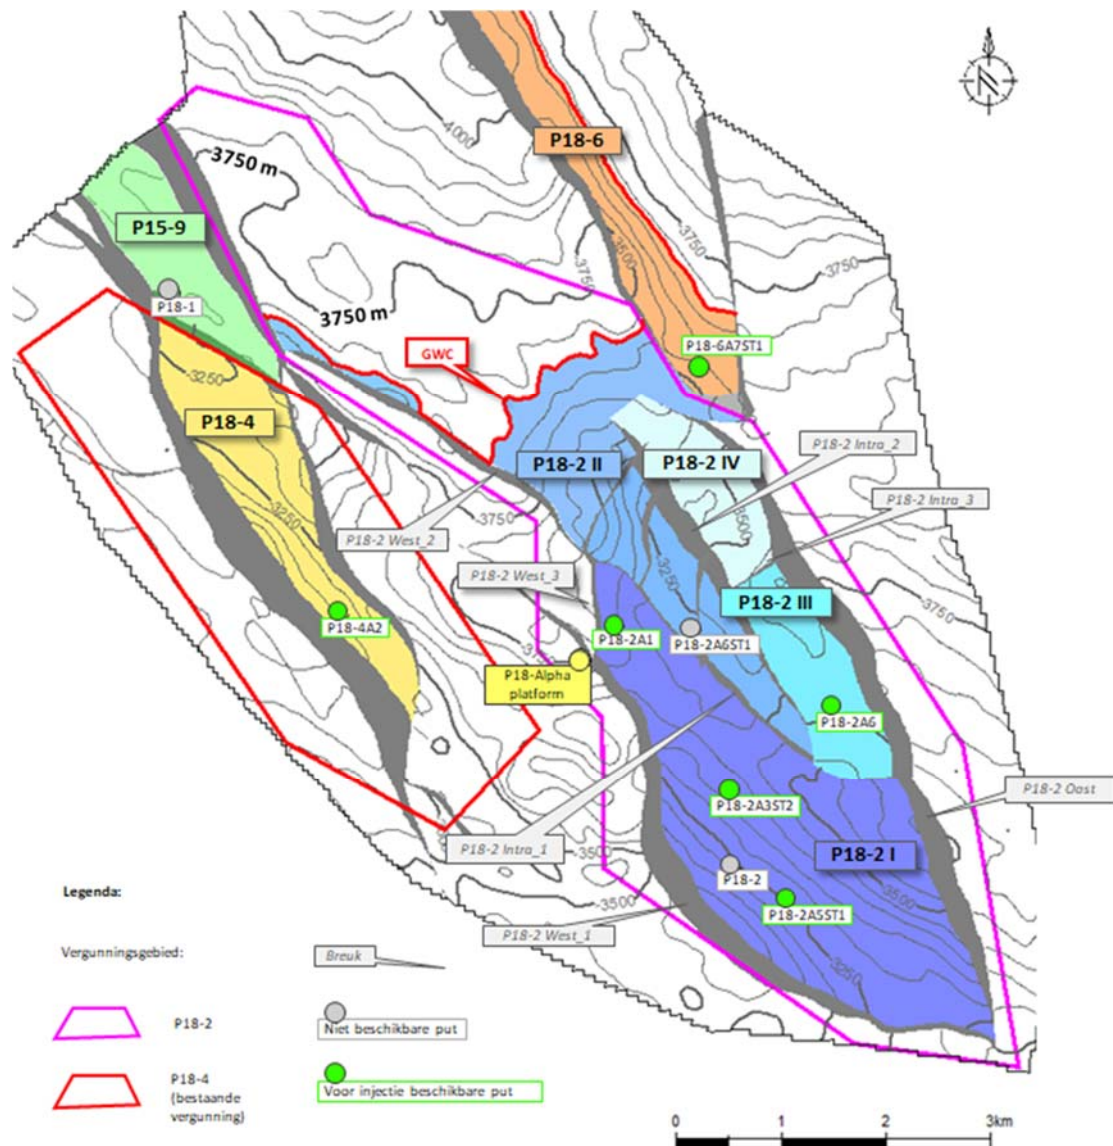 P18-6
4000
3750 m
P15-9
-3500
3750
-3750
-3750
P18-1
3750 m
P18-6A7ST1
GWC
-3250
P18-4
P18-2 Intra_2
P18-2 II
P18-2 IV
P18-2 Intra_3
-3750
-3250
-3500
P18-2 West_2
P18-2 West_3
-3250
P18-2 III
-3750
P18-4A2
P18-2A1
P18-2A6ST1
P18-Alpha
platform
P18-2A6
P18-2A3ST2
P18-2 Oost
P18-2 Intra_1
-3500
P18-2 I
P18-2
-3500
-3500
P18-2A5ST1
P18-2 West_1
-3250
Legenda:
Vergunningsgebied:
Breuk
P18-2
Niet beschikbare put
P18-4
(bestaande
vergunning)
Voor injectie beschikbare put
0 1 2 3km